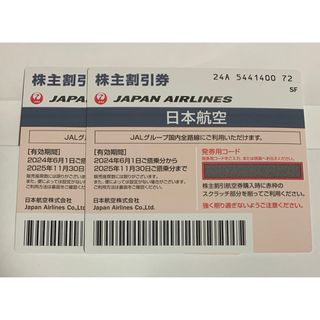 株主割引券
JAPAN AIRLINES
JALグループ国
[有効期間]
2024年6月1日ご搭
2025年11月30日ご
日本航空株式会社
Japan Airlines Co.,Ltd.
株主割引券
24A 5441400 72
SF
JAPAN AIRLINES
日本航空
JALグループ国内全路線にご利用いただけます。
[有効期間]
2024年6月1日ご搭乗分から
2025年11月30日ご搭乗分まで
日本航空株式会社
Japan Airlines Co.,Ltd.
発券用コード
株主割引航空券購入時に赤枠の
スクラッチ部分を削ってご利用ください。
強く削り過ぎないようご注意ください。